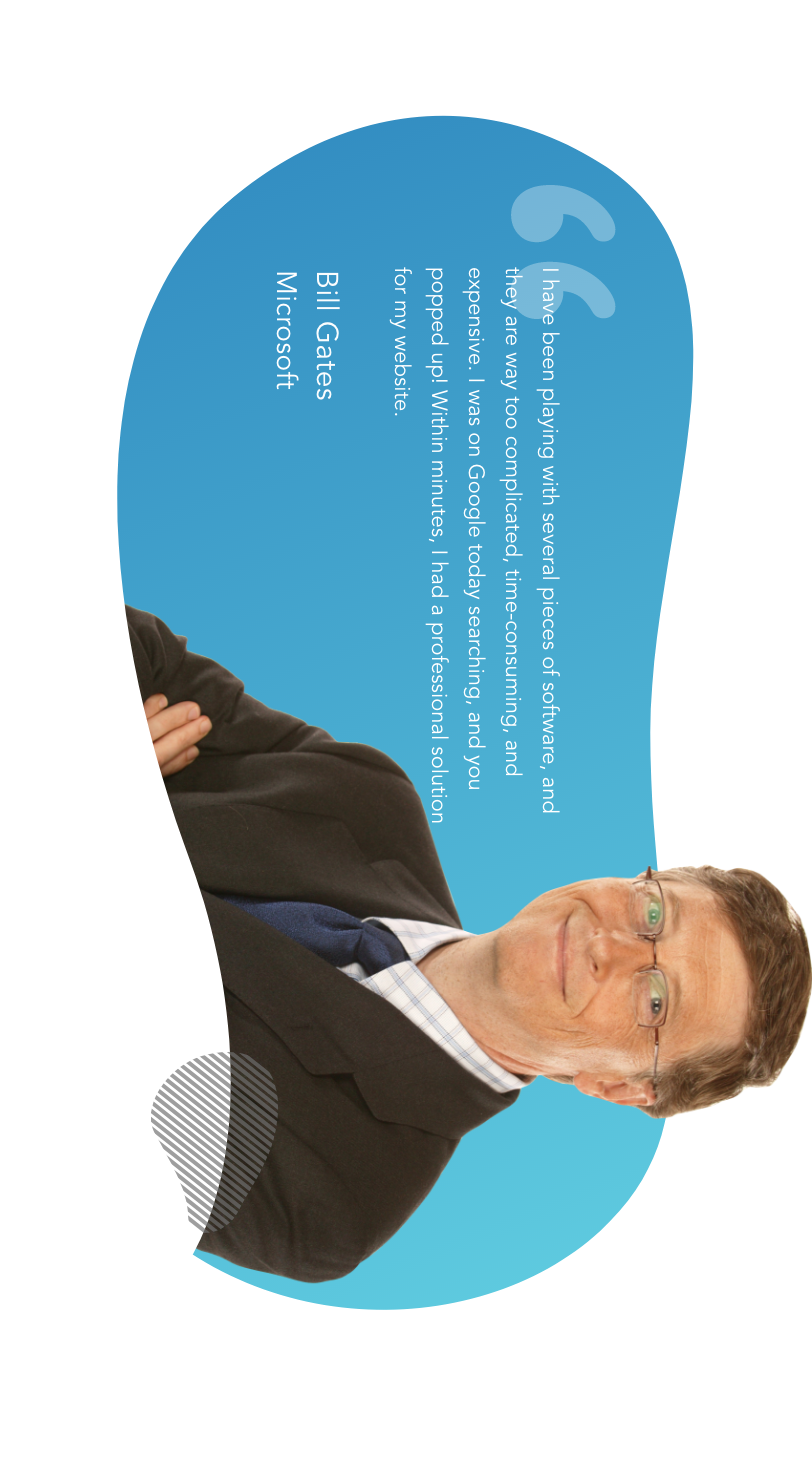 “
I have been playing with several pieces of software, and
they are way too complicated, time-consuming, and
expensive. I was on Google today searching, and you
popped up! Within minutes, I had a professional solution
for my website.
Bill Gates
Microsoft